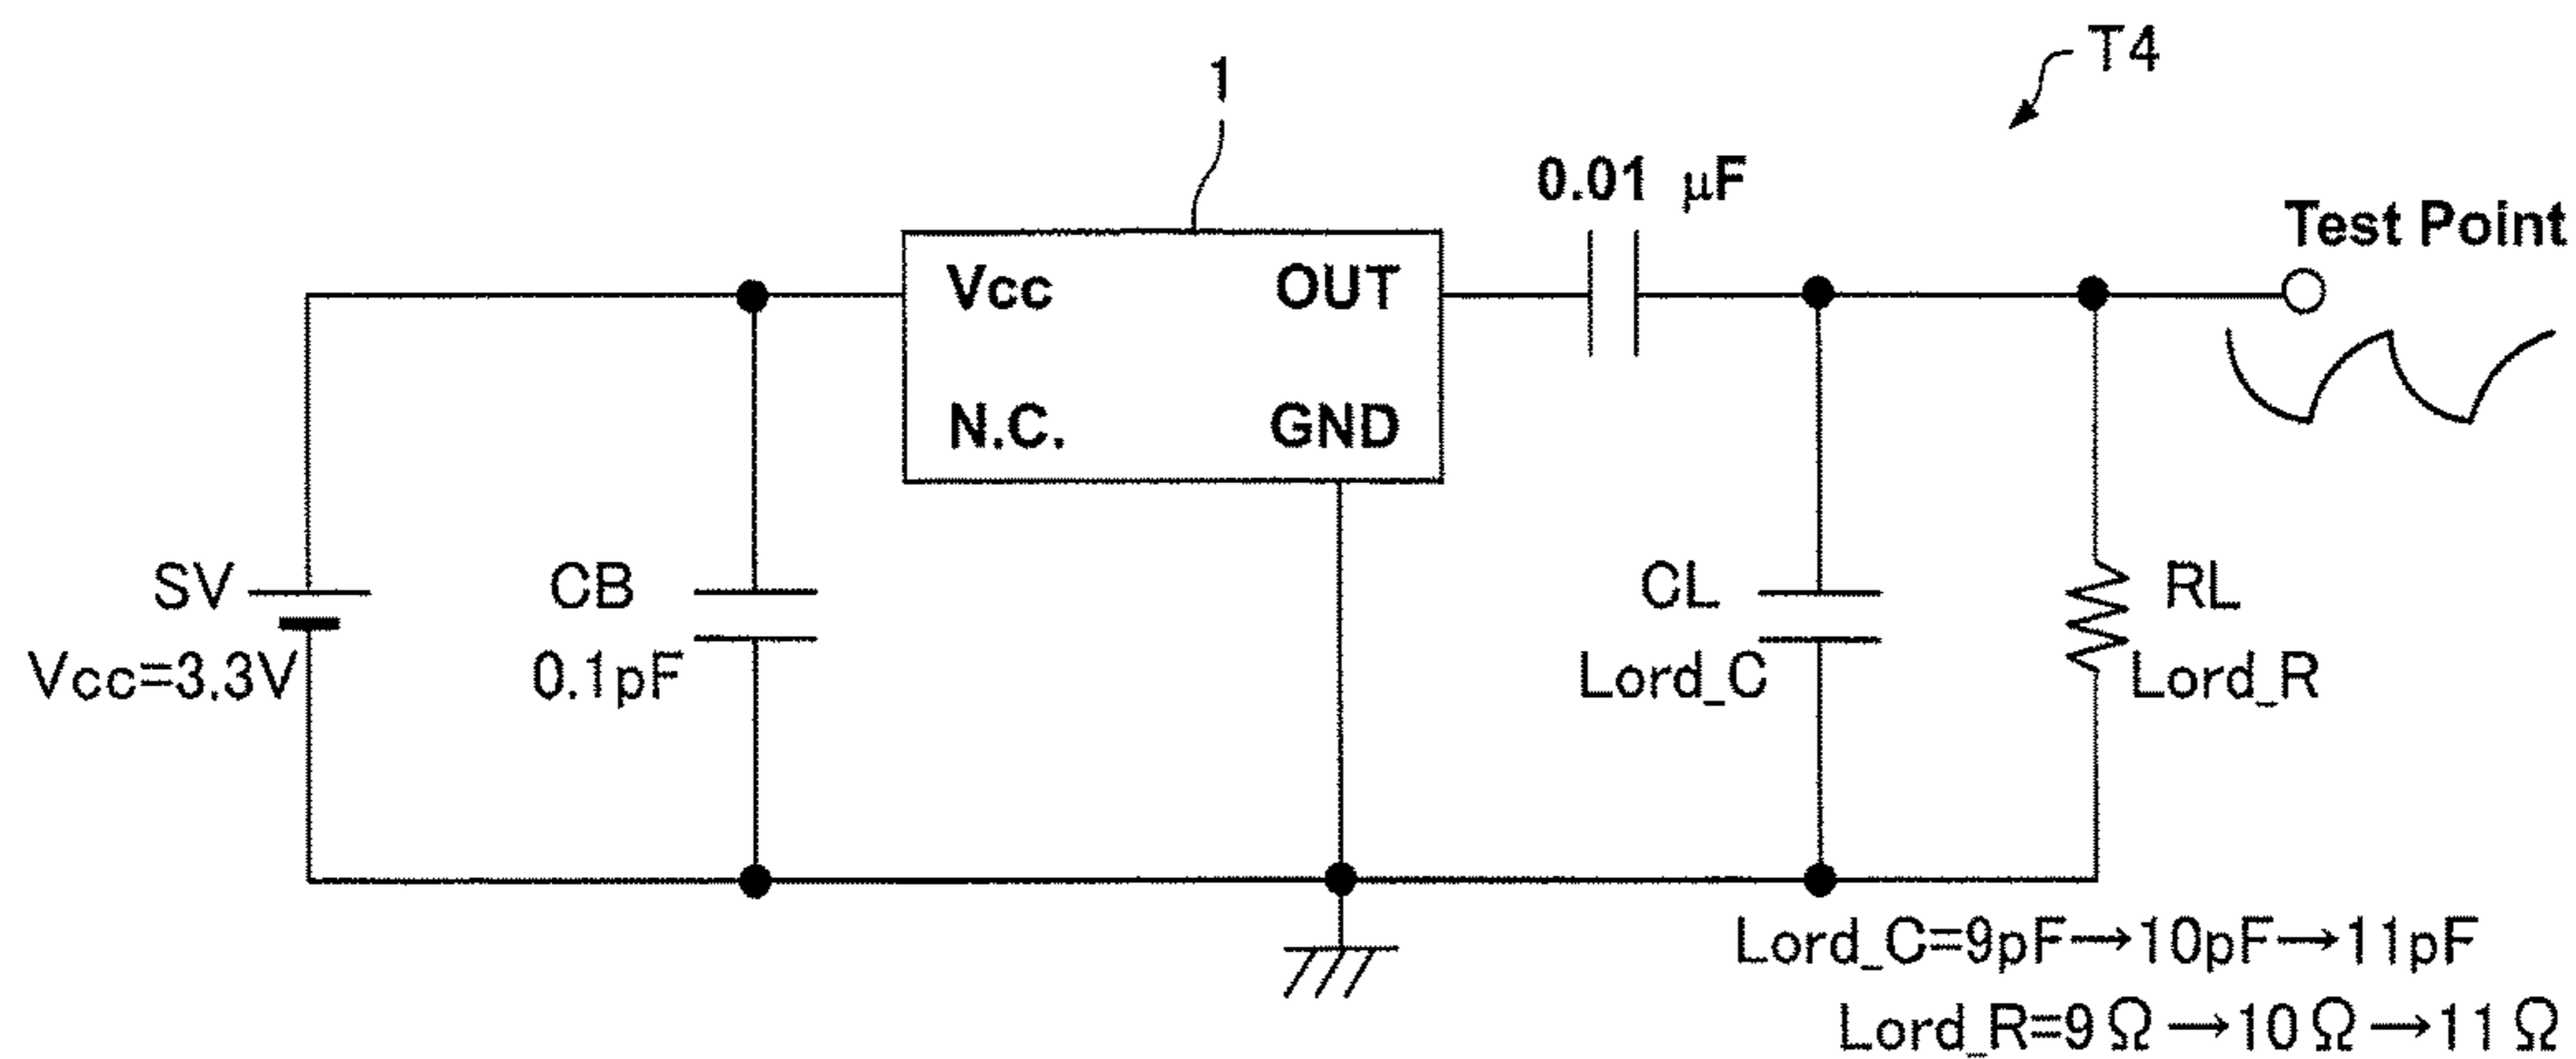 T4
1
0.01 μF
Test Point
Vcc OUT
N.C. GND
SV
Vcc=3.3V
CB
0.1pF
CL
Lord_C
RL
Lord_R
Lord_C=9pF→10pF→11pF
Lord_R=9Ω→10Ω→11Ω